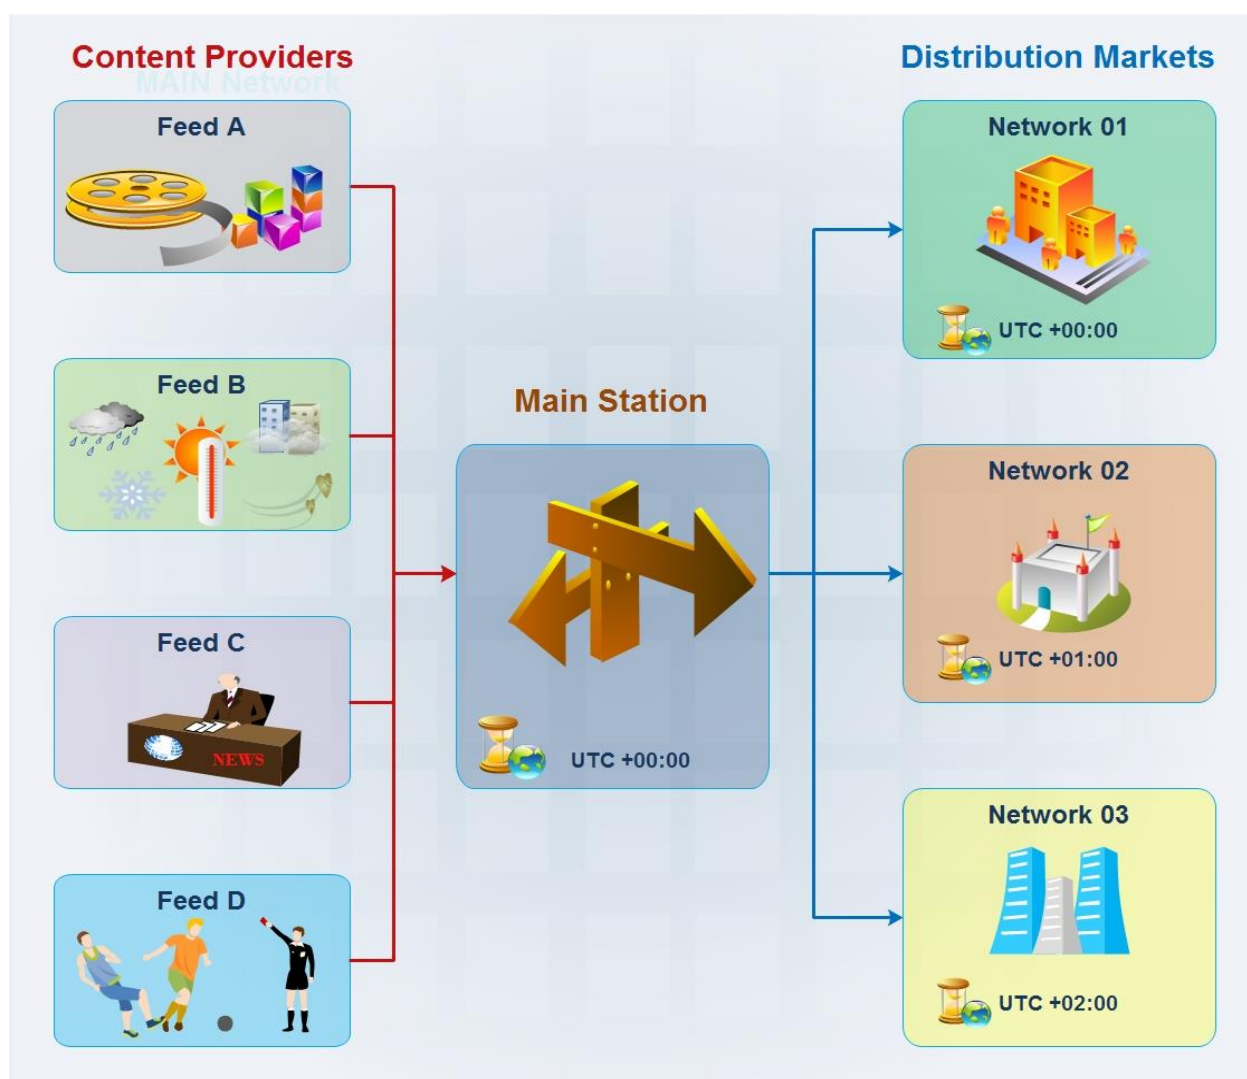 Content Providers
MAIN Network
Feed A
Feed B
Feed C
NEWS
Feed D
Main Station
UTC +00:00
Distribution Markets
Network 01
UTC +00:00
Network 02
UTC +01:00
Network 03
UTC +02:00